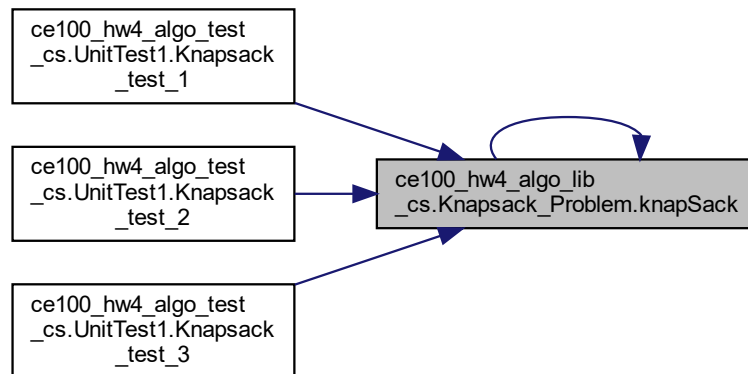 ce100_hw4_algo_test
_cs.UnitTest1.Knapsack
_test_1
ce100_hw4_algo_test
_cs.UnitTest1.Knapsack
_test_2
ce100_hw4_algo_lib
_cs.Knapsack_Problem.knapSack
ce100_hw4_algo_test
_cs.UnitTest1.Knapsack
_test_3